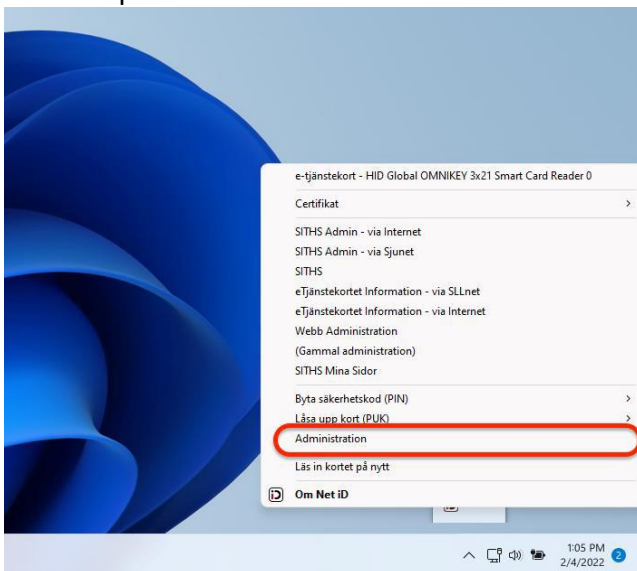 e-tjänstekort - HID Global OMNIKEY 3x21 Smart Card Reader 0
Certifikat
SITHS Admin - via Internet
SITHS Admin - via Sjunet
SITHS
eTjänstekortet Information - via SLLnet
eTjänstekortet Information - via Internet
Webb Administration
(Gammal administration)
SITHS Mina Sidor
Byta säkerhetskod (PIN)
Låsa upp kort (PUK)
Administration
Läs in kortet på nytt
iD Om Net iD
1:05 PM
2/4/2022 2